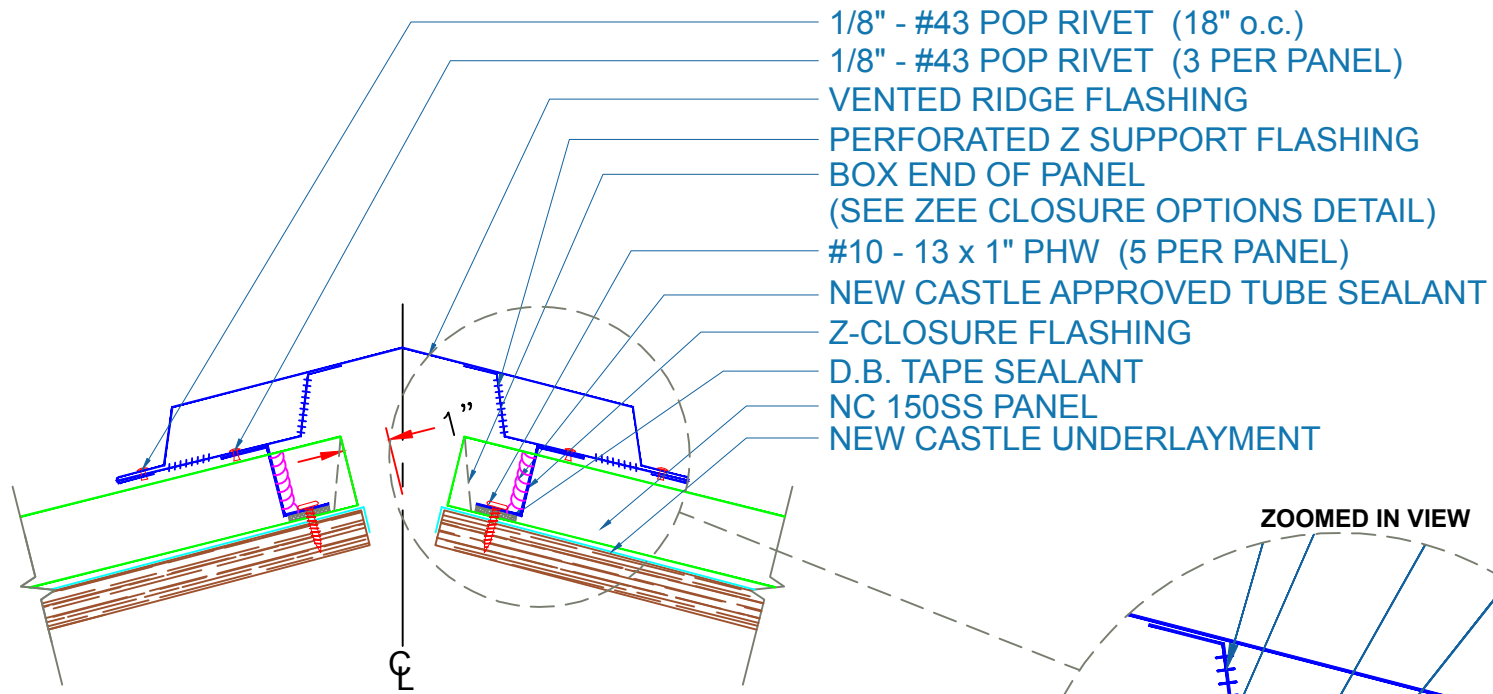 1/8" - #43 POP RIVET (18" o.c.)
1/8" - #43 POP RIVET (3 PER PANEL)
VENTED RIDGE FLASHING
PERFORATED Z SUPPORT FLASHING
BOX END OF PANEL
(SEE ZEE CLOSURE OPTIONS DETAIL)
#10 - 13 x 1" PHW (5 PER PANEL)
NEW CASTLE APPROVED TUBE SEALANT
Z-CLOSURE FLASHING
D.B. TAPE SEALANT
NC 150SS PANEL
NEW CASTLE UNDERLAYMENT
1"
ZOOMED IN VIEW
CL